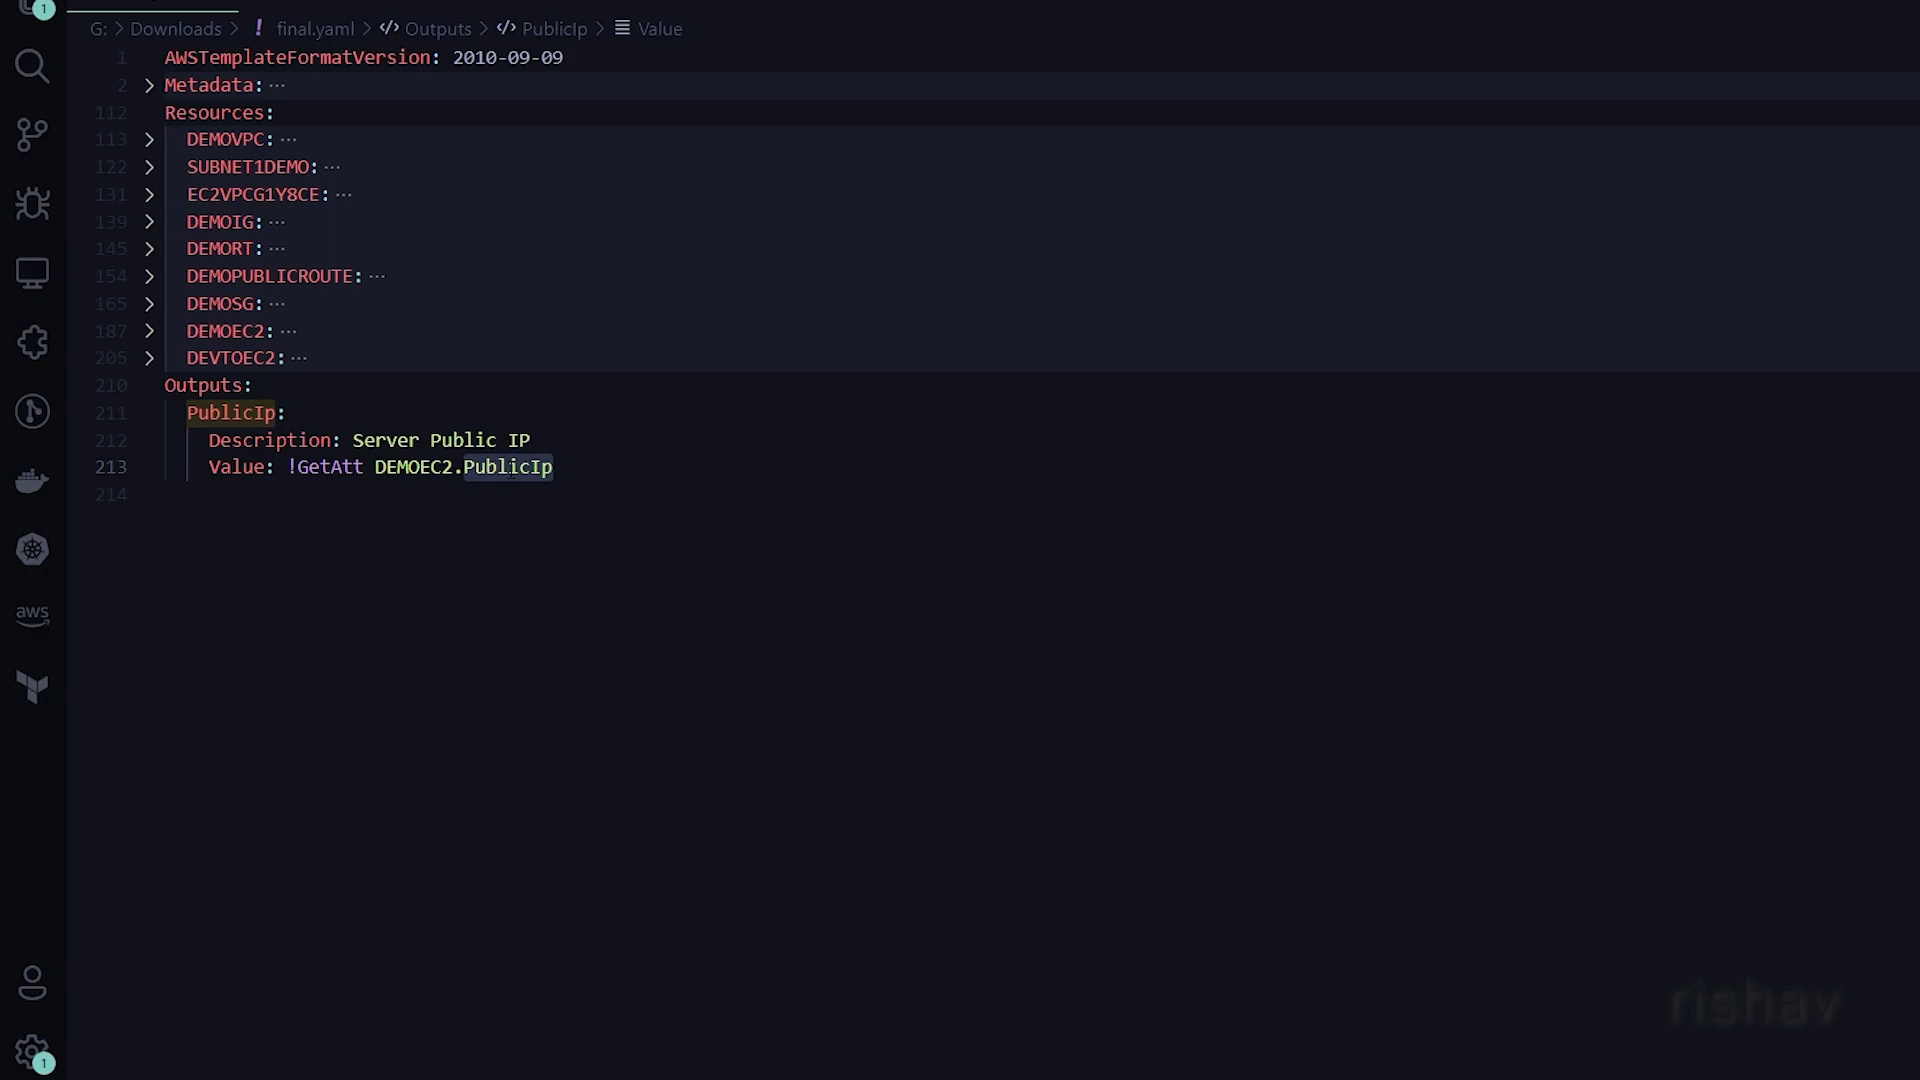 1
G: > Downloads > ! final.yaml > Outputs > PublicIp > Value
1 AWSTemplateFormatVersion: 2010-09-09
2 > Metadata: ···
112 Resources:
113 > DEMOVPC: ···
122 > SUBNET1DEMO: ···
131 > EC2VPCG1Y8CE: ···
139 > DEMOIG: ···
145 > DEMORT: ···
154 > DEMOPUBLICROUTE: ···
165 > DEMOSG: ···
187 > DEMOEC2: ···
205 > DEVTOEC2: ···
210 Outputs:
211 PublicIp:
212 Description: Server Public IP
213 Value: !GetAtt DEMOEC2.PublicIp
214
aws
rishav
1